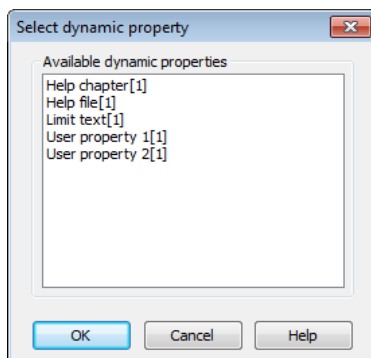 Select dynamic property
Available dynamic properties
Help chapter[1]
Help file[1]
Limit text[1]
User property 1[1]
User property 2[1]
OK
Cancel
Help